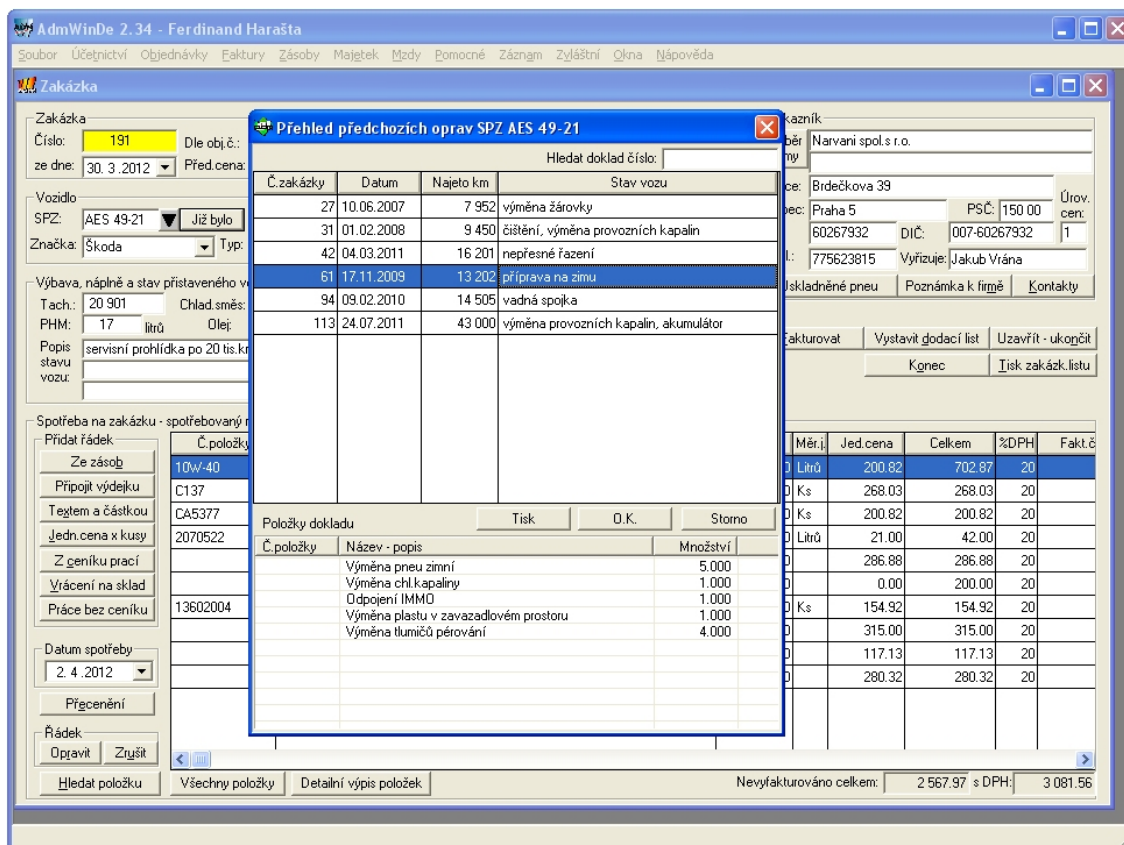 AdmWinDe 2.34 - Ferdinand Harašta
Soubor Účetnictví Objednávky Faktury Zásoby Majetek Mzdy Pomocné Záznam Zvláštní Okna Nápověda
Zakázka
Zakázka
Číslo: 191 Dle obj.č.:
ze dne: 30. 3 .2012 Před.cena:
Vozidlo
SPZ: AES 49-21 Již bylo
Značka: Škoda Typ:
Výbava, náplně a stav přistaveného v
Tach.: 20 901 Chlad.směs:
PHM: 17 litrů Olej:
Popis stavu vozu: servisní prohlídka po 20 tis.km
Přehled předchozích oprav SPZ AES 49-21
Hledat doklad číslo:
Č.zakázky Datum Najeto km Stav vozu
27 10.06.2007 7 952 výměna žárovky
31 01.02.2008 9 450 čištění, výměna provozních kapalin
42 04.03.2011 16 201 nepřesné řazení
61 17.11.2009 13 202 příprava na zimu
94 09.02.2010 14 505 vadná spojka
113 24.07.2011 43 000 výměna provozních kapalin, akumulátor
Položky dokladu Tisk O.K. Storno
Č.položky Název - popis Množství
Výměna pneu zimní 5.000
Výměna chl.kapaliny 1.000
Odpojení IMMO 1.000
Výměna plastu v zavazadlovém prostoru 1.000
Výměna tlumičů pérování 4.000
kazník
Narvani spol.s r.o.
Brdečkova 39
Praha 5 PSČ: 150 00 Úrov. cen:
60267932 DIČ: 007-60267932 1
775623815 Vyřizuje: Jakub Vrána
Uskladněné pneu Poznámka k firmě Kontakty
Fakturovat Vystavit dodací list Uzavřít - ukončit
Konec Tisk zakázk.listu
Spotřeba na zakázku - spotřebovaný
Přidat řádek
Ze zásob
Připojit výdejku
Textem a částkou
Jedn.cena x kusy
Z ceníku prací
Vrácení na sklad
Práce bez ceníku
Datum spotřeby
2. 4 .2012
Přecenění
Řádek
Opravit Zrušit
Hledat položku
Č.položky Měr.j. Jed.cena Celkem %DPH Fakt.č
10W-40 Litrů 200.82 702.87 20
C137 Ks 268.03 268.03 20
CA5377 Ks 200.82 200.82 20
2070522 Litrů 21.00 42.00 20
286.88 286.88 20
0.00 200.00 20
13602004 Ks 154.92 154.92 20
315.00 315.00 20
117.13 117.13 20
280.32 280.32 20
Všechny položky Detailní výpis položek Nevyfakturováno celkem: 2 567.97 s DPH: 3 081.56